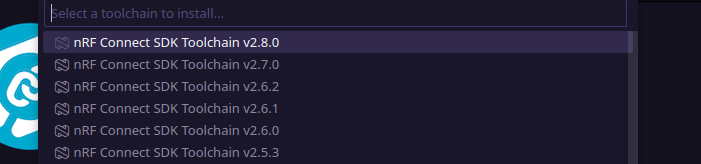 Select a toolchain to install...
nRF Connect SDK Toolchain v2.8.0
nRF Connect SDK Toolchain v2.7.0
nRF Connect SDK Toolchain v2.6.2
nRF Connect SDK Toolchain v2.6.1
nRF Connect SDK Toolchain v2.6.0
nRF Connect SDK Toolchain v2.5.3